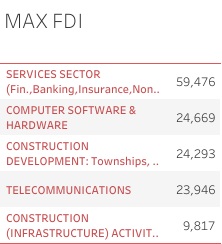 MAX FDI
SERVICES SECTOR
(Fin.,Banking,Insurance,Non.. 59,476
COMPUTER SOFTWARE &
HARDWARE 24,669
CONSTRUCTION
DEVELOPMENT: Townships, .. 24,293
TELECOMMUNICATIONS 23,946
CONSTRUCTION
(INFRASTRUCTURE) ACTIVIT.. 9,817